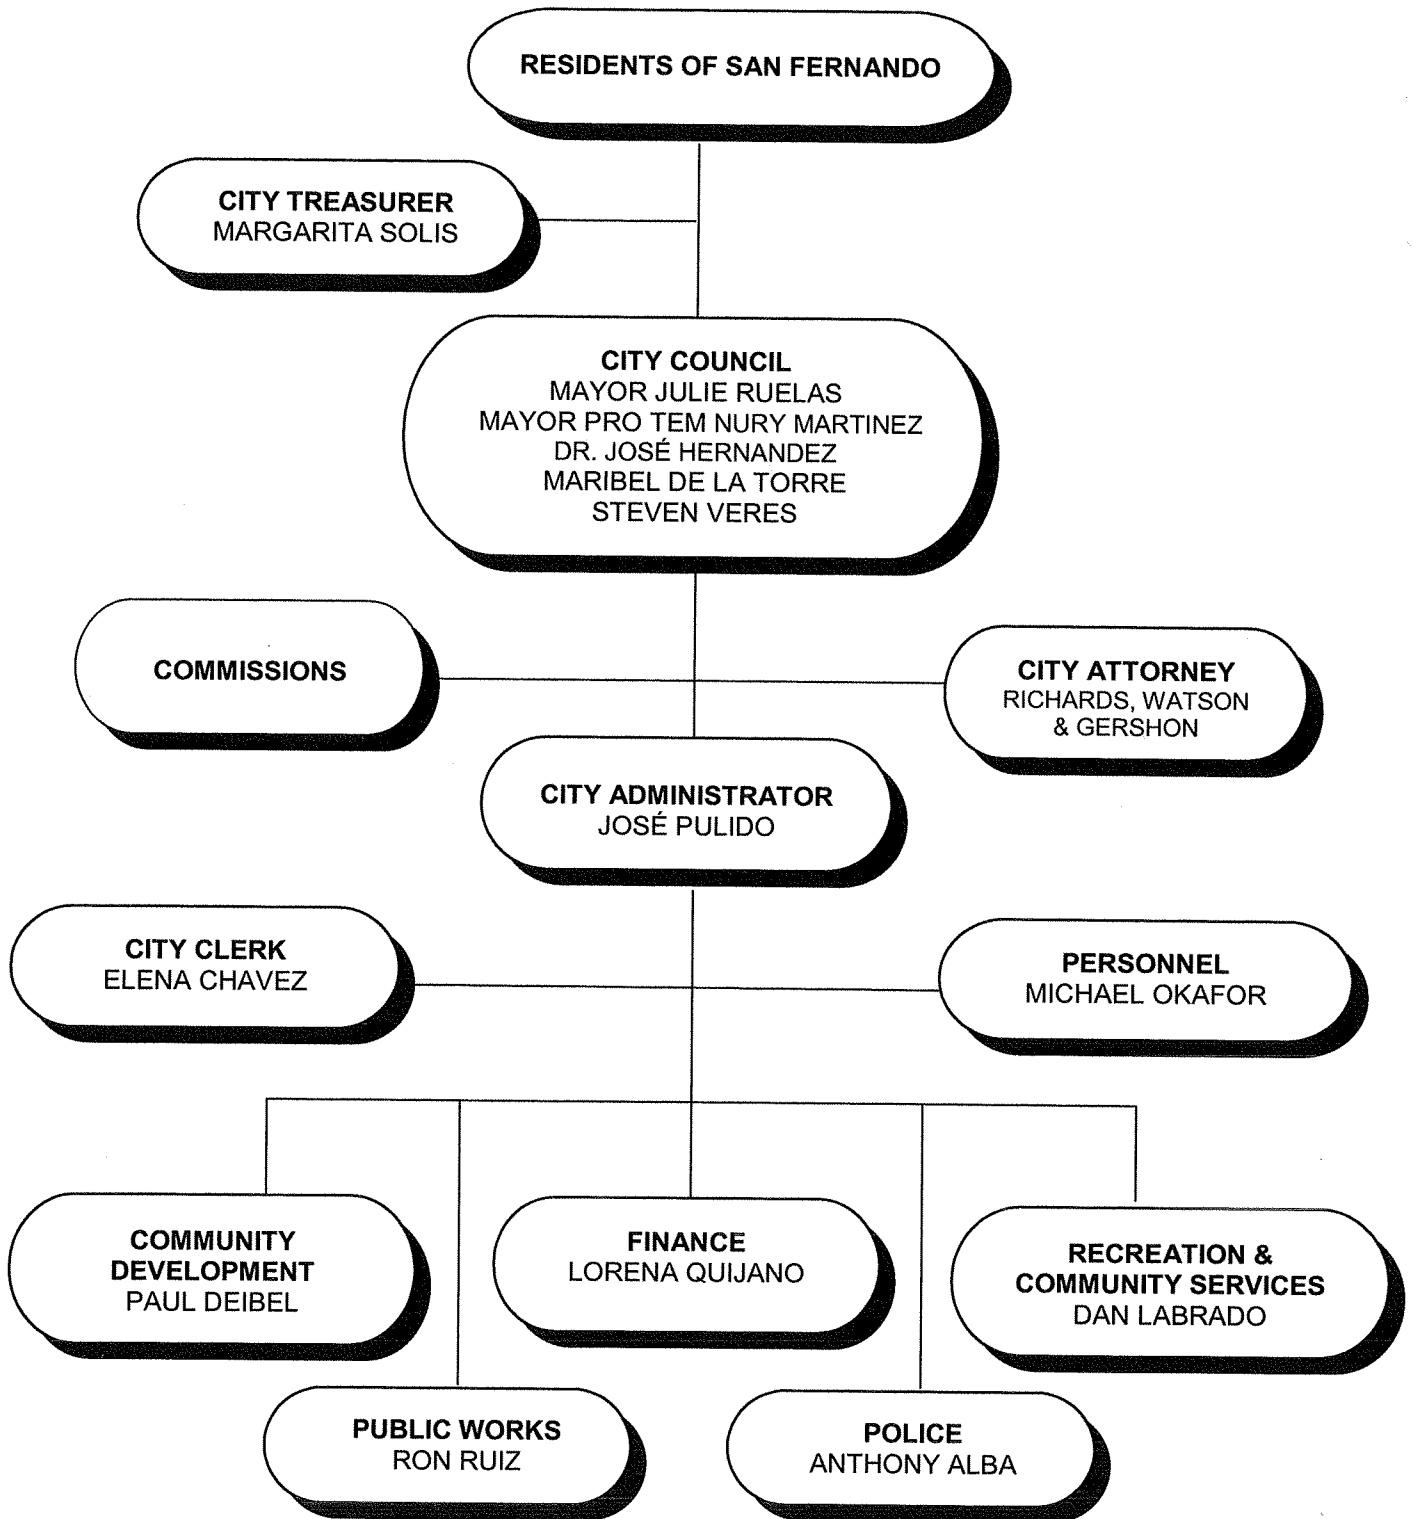 RESIDENTS OF SAN FERNANDO
CITY TREASURER
MARGARITA SOLIS
CITY COUNCIL
MAYOR JULIE RUELAS
MAYOR PRO TEM NURY MARTINEZ
DR. JOSÉ HERNANDEZ
MARIBEL DE LA TORRE
STEVEN VERES
COMMISSIONS
CITY ATTORNEY
RICHARDS, WATSON
& GERSHON
CITY ADMINISTRATOR
JOSÉ PULIDO
CITY CLERK
ELENA CHAVEZ
PERSONNEL
MICHAEL OKAFOR
COMMUNITY
DEVELOPMENT
PAUL DEIBEL
FINANCE
LORENA QUIJANO
RECREATION &
COMMUNITY SERVICES
DAN LABRADO
PUBLIC WORKS
RON RUIZ
POLICE
ANTHONY ALBA